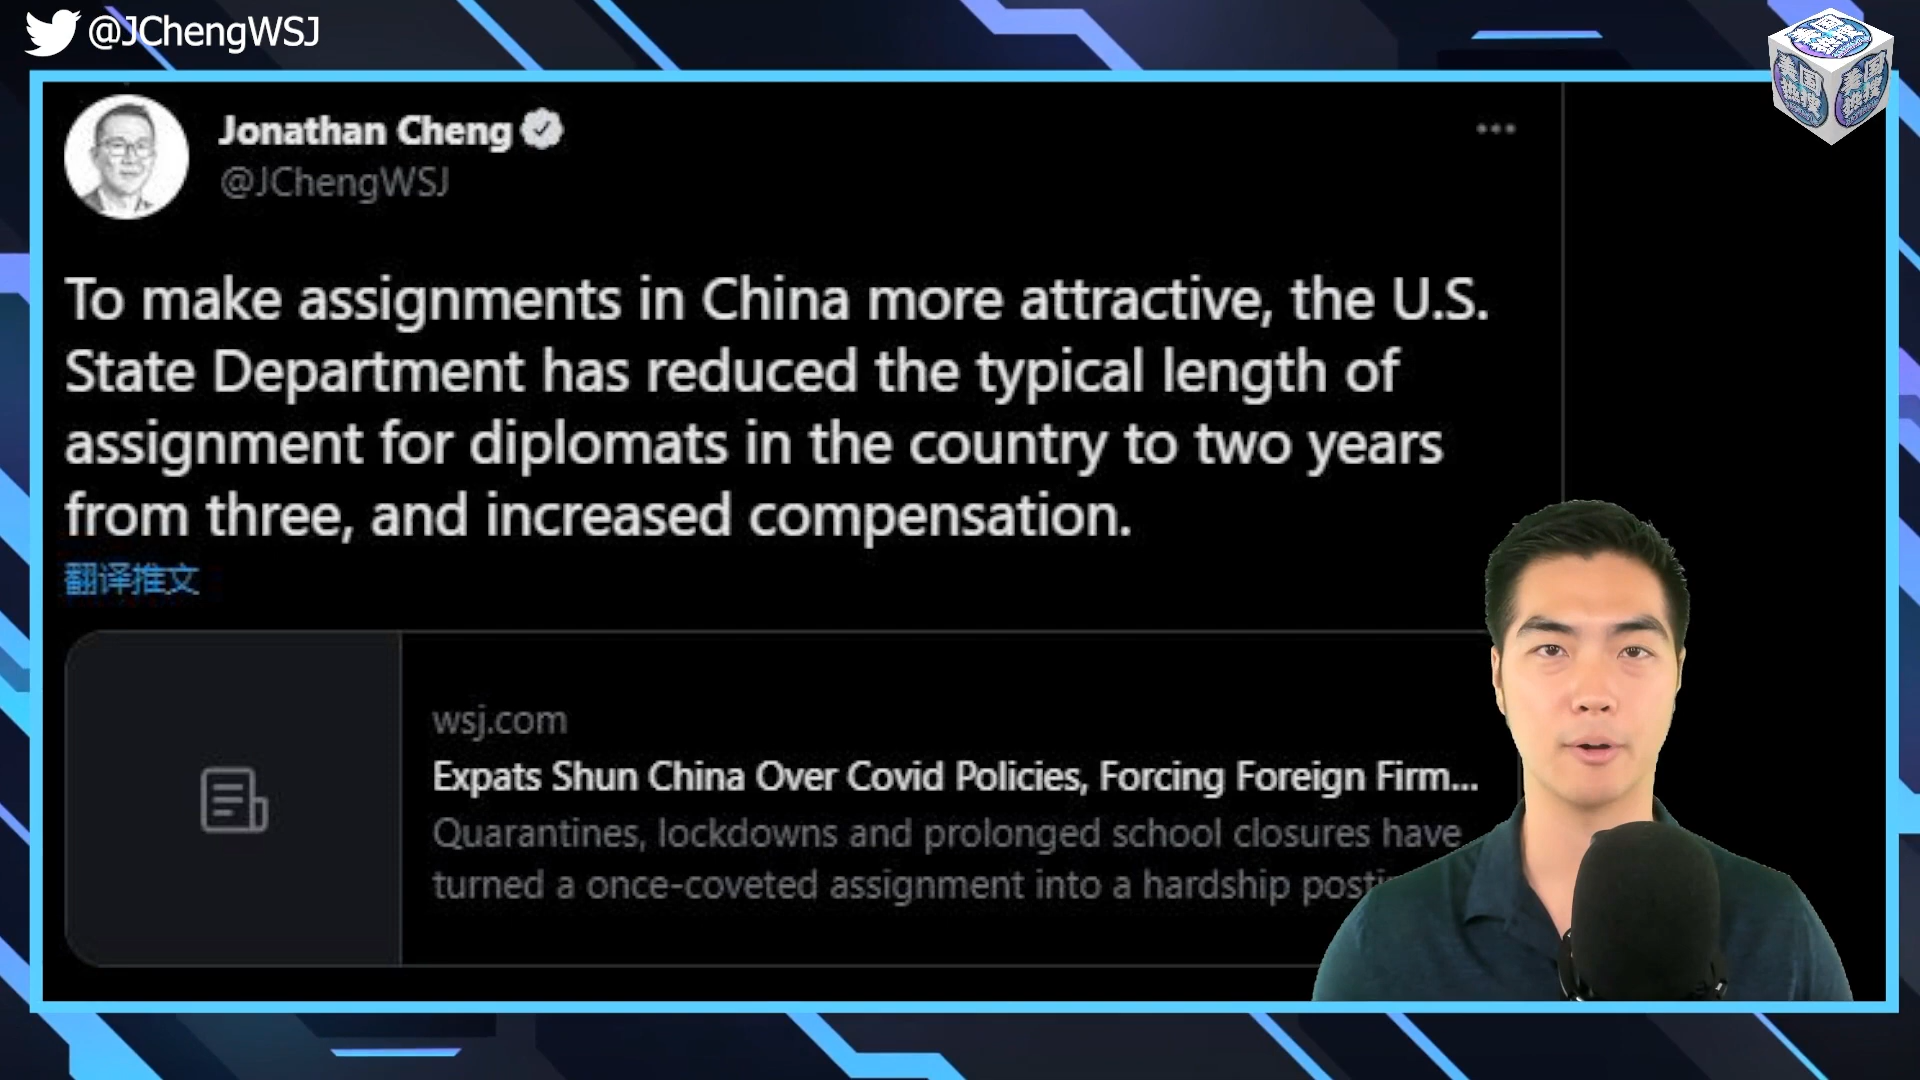 @JChengWSJ
Jonathan Cheng
@JChengWSJ
To make assignments in China more attractive, the U.S.
State Department has reduced the typical length of
assignment for diplomats in the country to two years
from three, and increased compensation.
翻译推文
wsj.com
Expats Shun China Over Covid Policies, Forcing Foreign Firm...
Quarantines, lockdowns and prolonged school closures have
turned a once-coveted assignment into a hardship